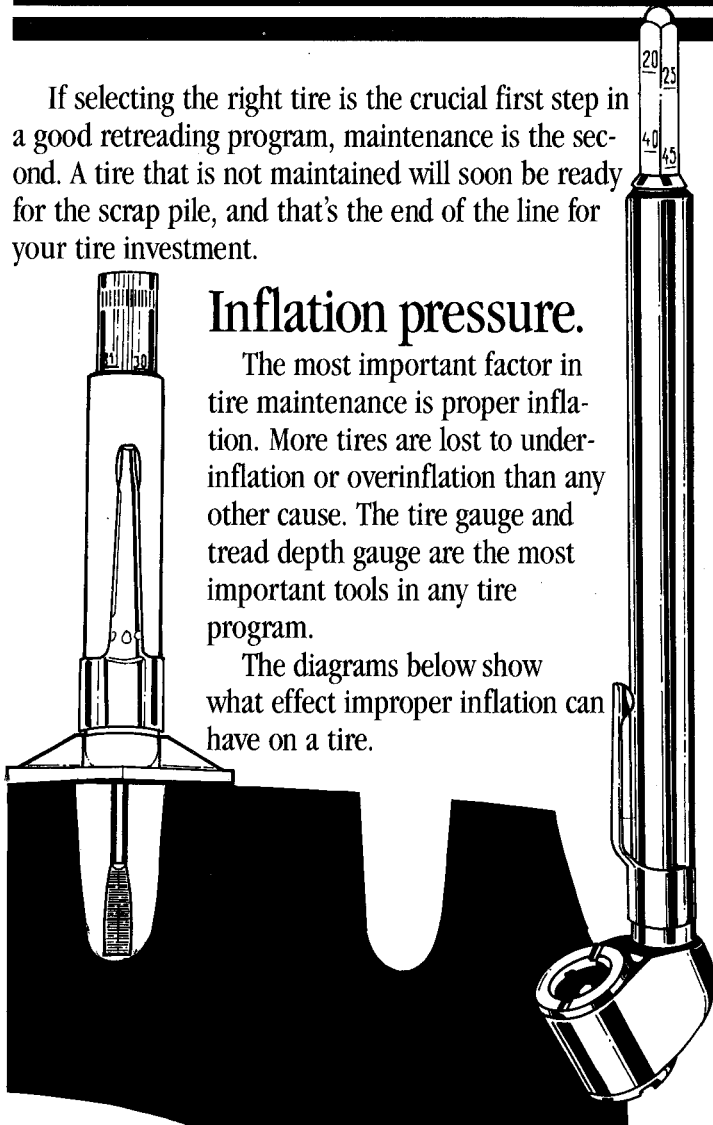 If selecting the right tire is the crucial first step in
a good retreading program, maintenance is the sec-
ond. A tire that is not maintained will soon be ready
for the scrap pile, and that's the end of the line for
your tire investment.
Inflation pressure.
The most important factor in
tire maintenance is proper infla-
tion. More tires are lost to under-
inflation or overinflation than any
other cause. The tire gauge and
tread depth gauge are the most
important tools in any tire
program.
The diagrams below show
what effect improper inflation can
have on a tire.
20
25
40
45
31 30